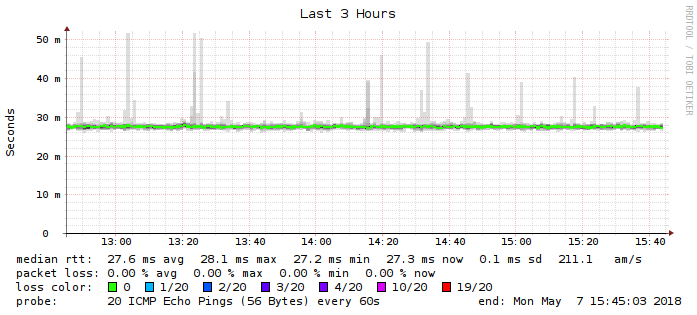 Last 3 Hours
RRDTOOL / TOBI OETIKER
Seconds
50 m
40 m
30 m
20 m
10 m
0
13:00 13:20 13:40 14:00 14:20 14:40 15:00 15:20 15:40
median rtt: 27.6 ms avg 28.1 ms max 27.2 ms min 27.3 ms now 0.1 ms sd 211.1 am/s
packet loss: 0.00 % avg 0.00 % max 0.00 % min 0.00 % now
loss color: 0 1/20 2/20 3/20 4/20 10/20 19/20
probe: 20 ICMP Echo Pings (56 Bytes) every 60s end: Mon May 7 15:45:03 2018